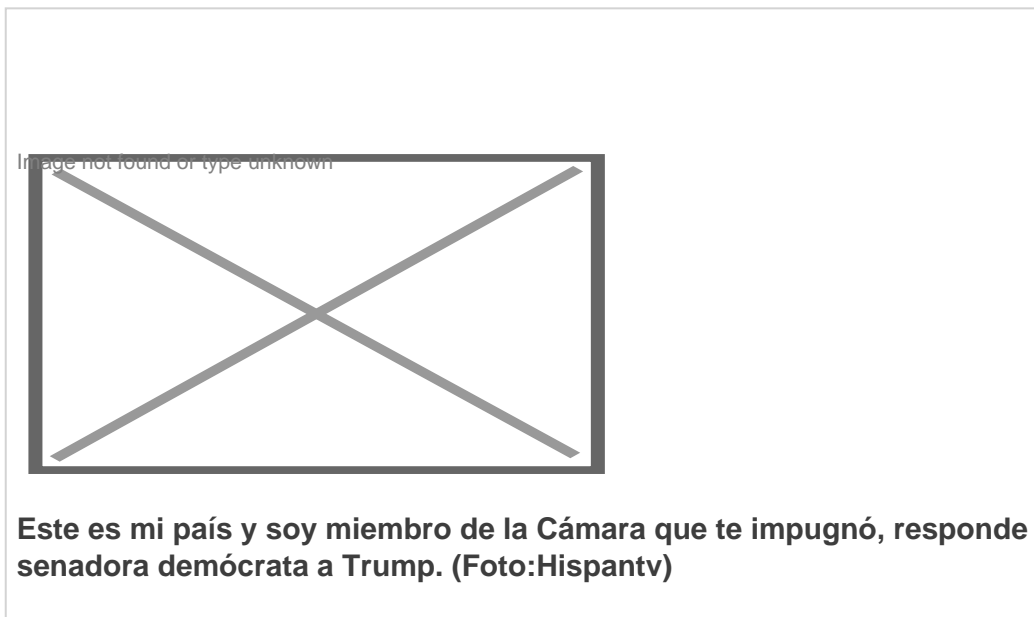 Image not found or type unknown
Este es mi país y soy miembro de la Cámara que te impugnó, responde
senadora demócrata a Trump. (Foto:Hispantv)